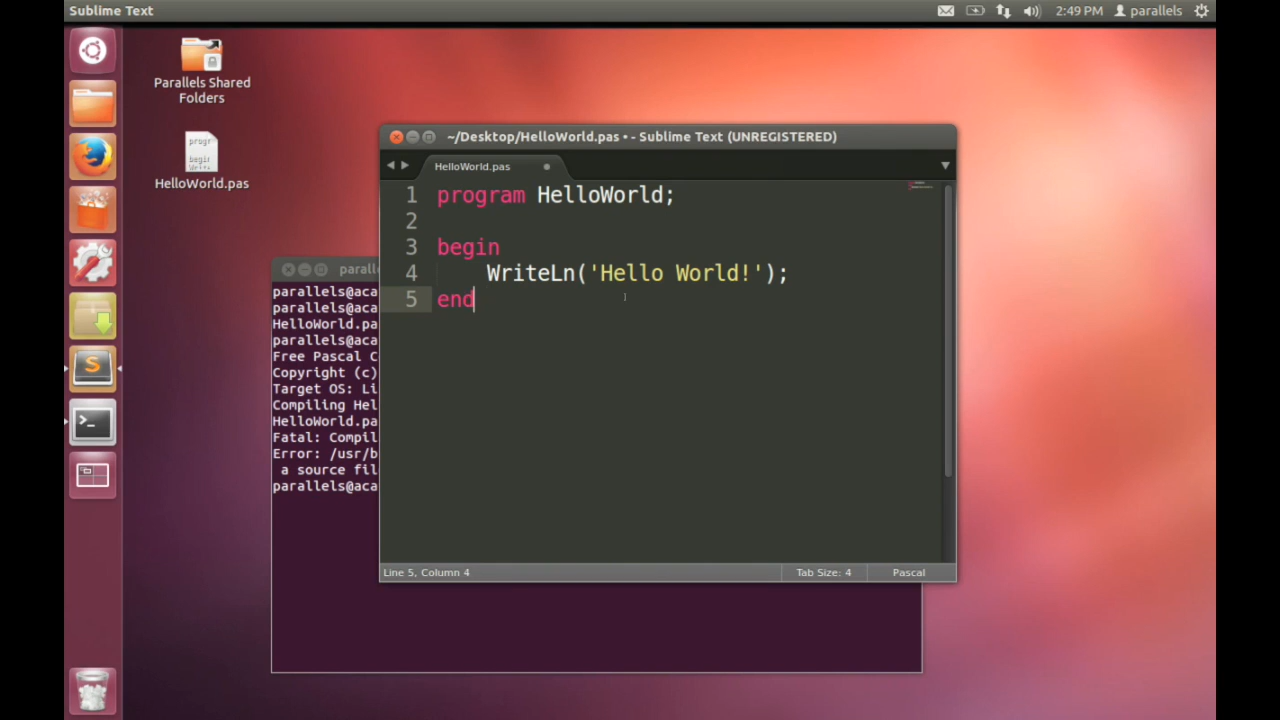 Sublime Text
2:49 PM parallels
Parallels Shared
Folders
progr
begin
HelloWorld.pas
~/Desktop/HelloWorld.pas • - Sublime Text (UNREGISTERED)
HelloWorld.pas
1 program HelloWorld;
2
3 begin
4 WriteLn('Hello World!');
5 end
Line 5, Column 4
Tab Size: 4
Pascal
paralle
parallels@aca
parallels@aca
HelloWorld.pa
parallels@aca
Free Pascal C
Copyright (c)
Target OS: Li
Compiling Hel
HelloWorld.pa
Fatal: Compil
Error: /usr/b
a source fil
parallels@aca